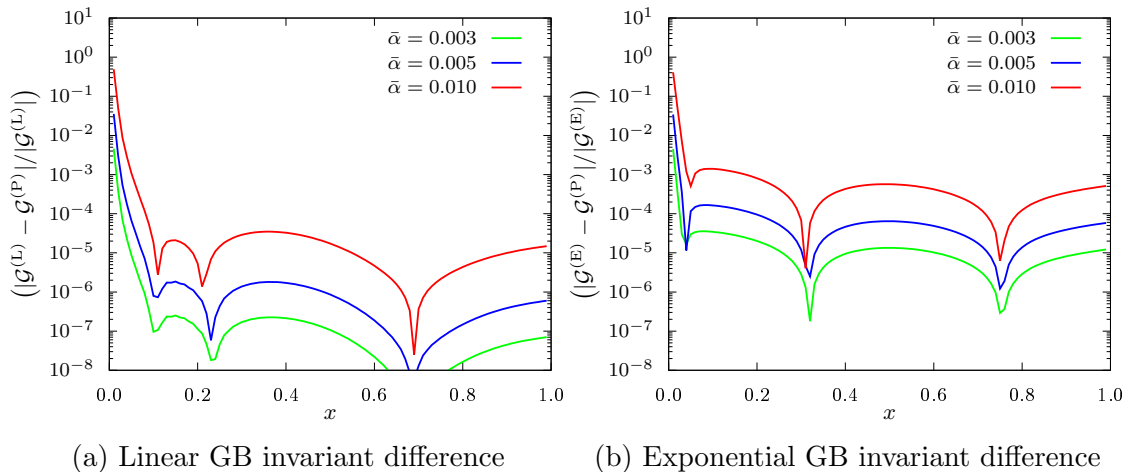 10^1
10^0
10^-1
10^-2
10^-3
10^-4
10^-5
10^-6
10^-7
10^-8
(|𝒢^(L) − 𝒢^(P)|/|𝒢^(L)|)
ᾱ = 0.003
ᾱ = 0.005
ᾱ = 0.010
0.0 0.2 0.4 0.6 0.8 1.0
x
(a) Linear GB invariant difference
10^1
10^0
10^-1
10^-2
10^-3
10^-4
10^-5
10^-6
10^-7
10^-8
(|𝒢^(E) − 𝒢^(P)|/|𝒢^(E)|)
ᾱ = 0.003
ᾱ = 0.005
ᾱ = 0.010
0.0 0.2 0.4 0.6 0.8 1.0
x
(b) Exponential GB invariant difference